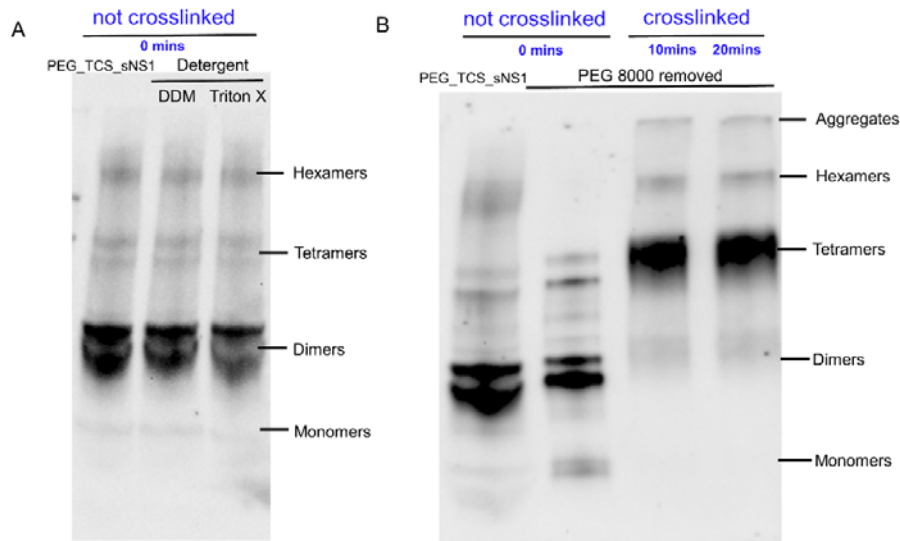 A
not crosslinked
0 mins
PEG_TCS_sNS1 Detergent
DDM Triton X
Hexamers
Tetramers
Dimers
Monomers
B
not crosslinked crosslinked
0 mins 10mins 20mins
PEG_TCS_sNS1 PEG 8000 removed
Aggregates
Hexamers
Tetramers
Dimers
Monomers